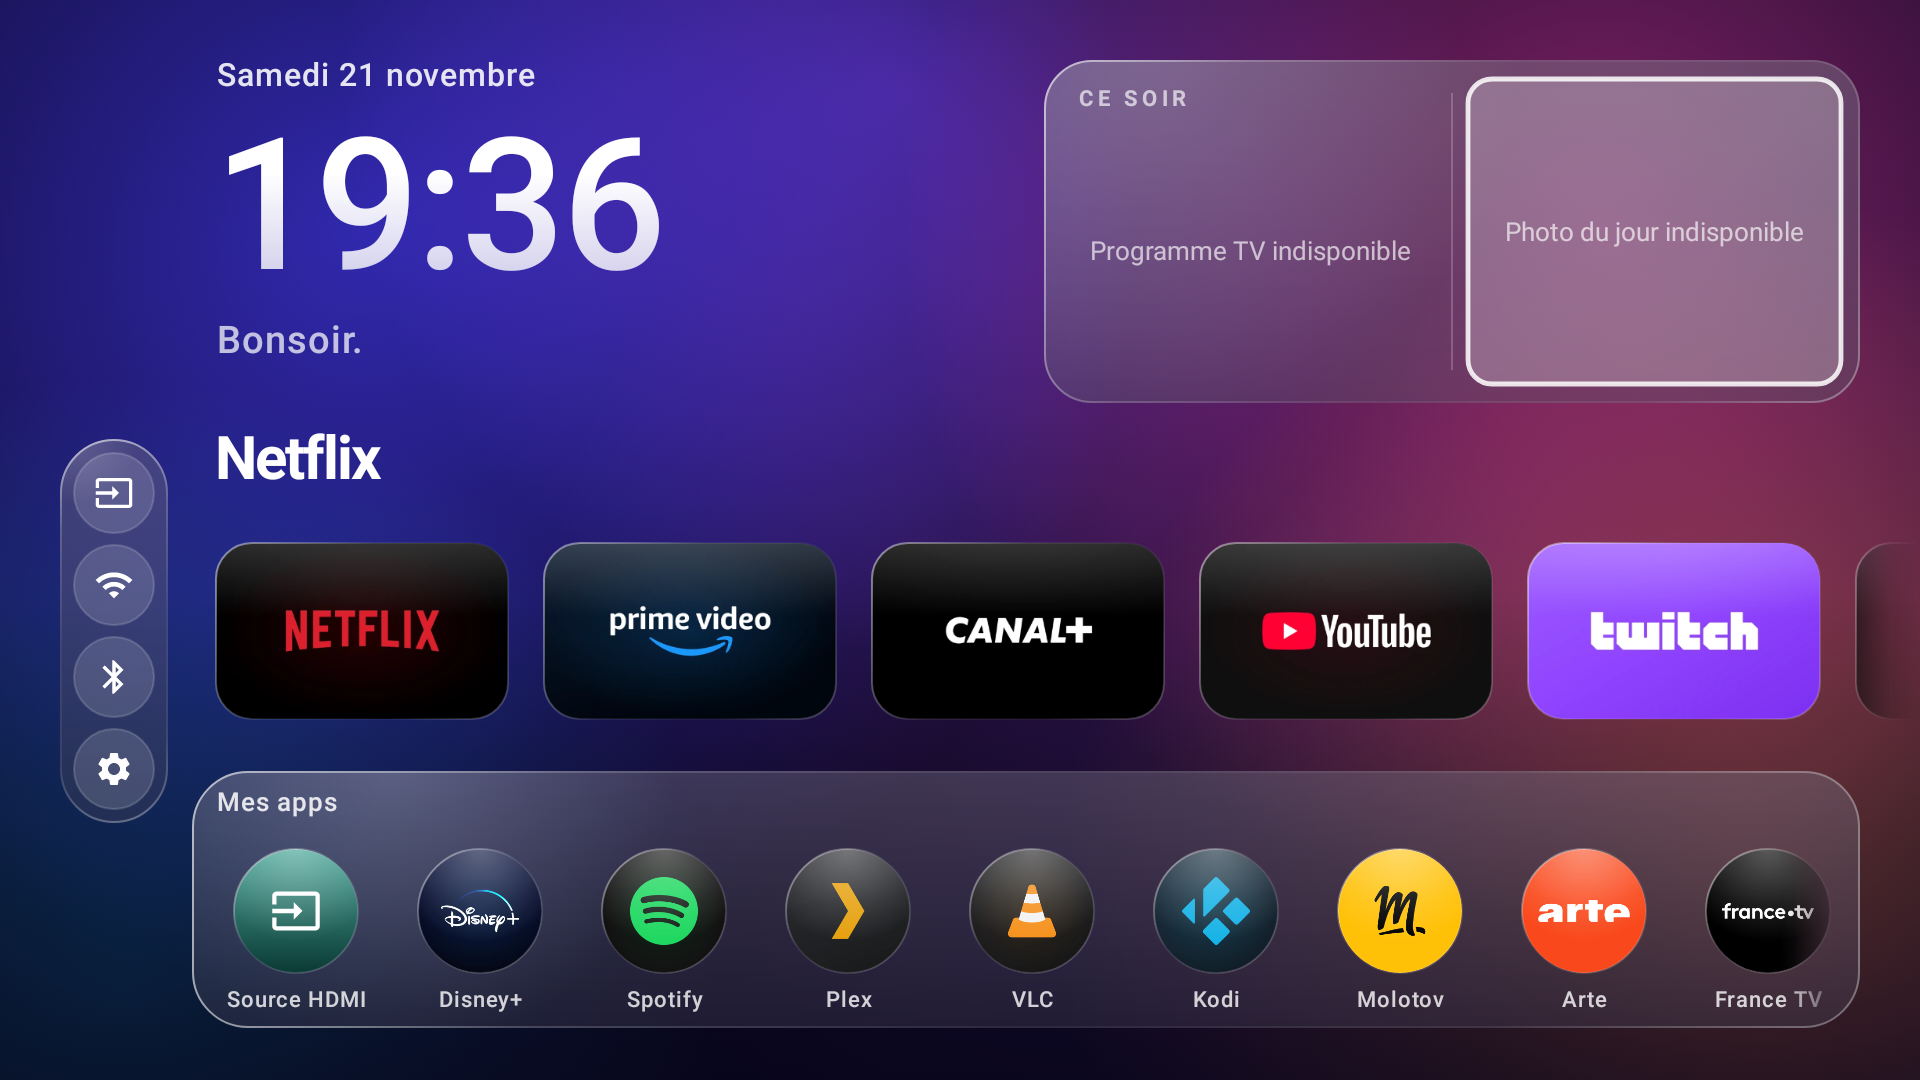 Samedi 21 novembre
19:36
Bonsoir.
CE SOIR
Programme TV indisponible
Photo du jour indisponible
Netflix
NETFLIX
prime video
CANAL+
YouTube
twitch
Mes apps
Disney+
M.
arte
france•tv
Source HDMI
Disney+
Spotify
Plex
VLC
Kodi
Molotov
Arte
France TV